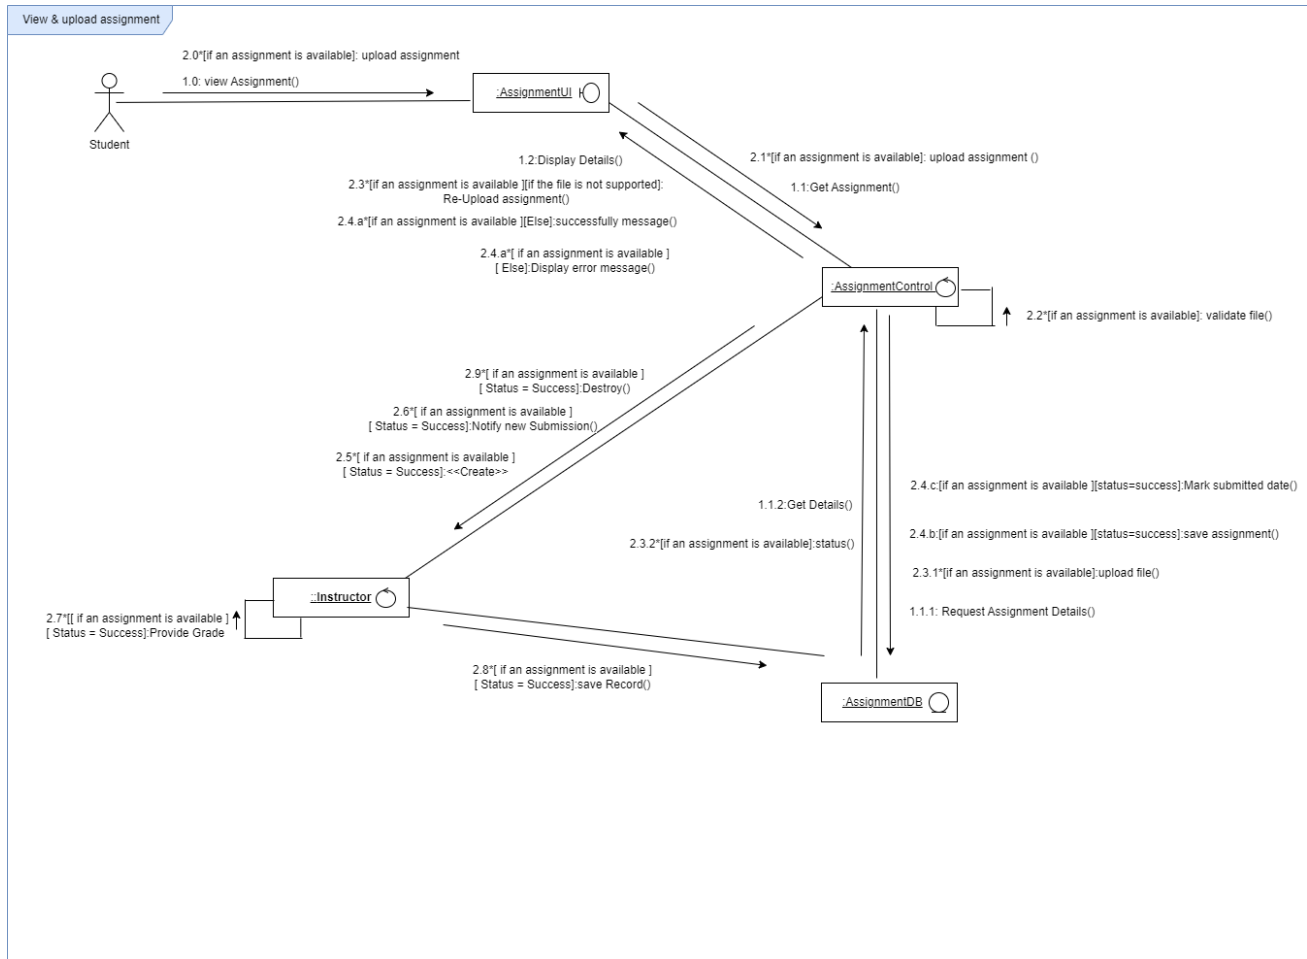 View & upload assignment
2.0*[if an assignment is available]: upload assignment
1.0: view Assignment()
Student
:AssignmentUI
2.1*[if an assignment is available]: upload assignment ()
1.1:Get Assignment()
1.2:Display Details()
2.3*[if an assignment is available ][if the file is not supported]:
Re-Upload assignment()
2.4.a*[if an assignment is available ][Else]:successfully message()
2.4.a*[ if an assignment is available ]
[ Else]:Display error message()
:AssignmentControl
2.2*[if an assignment is available]: validate file()
2.9*[ if an assignment is available ]
[ Status = Success]:Destroy()
2.6*[ if an assignment is available ]
[ Status = Success]:Notify new Submission()
2.5*[ if an assignment is available ]
[ Status = Success]:<<Create>>
1.1.2:Get Details()
2.3.2*[if an assignment is available]:status()
2.4.c:[if an assignment is available ][status=success]:Mark submitted date()
2.4.b:[if an assignment is available ][status=success]:save assignment()
2.3.1*[if an assignment is available]:upload file()
1.1.1: Request Assignment Details()
::Instructor
2.7*[[ if an assignment is available ]
[ Status = Success]:Provide Grade
2.8*[ if an assignment is available ]
[ Status = Success]:save Record()
:AssignmentDB